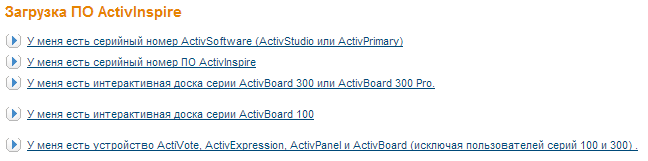 Загрузка ПО ActivInspire
У меня есть серийный номер ActivSoftware (ActivStudio или ActivPrimary)
У меня есть серийный номер ПО ActivInspire
У меня есть интерактивная доска серии ActivBoard 300 или ActivBoard 300 Pro.
У меня есть интерактивная доска серии ActivBoard 100
У меня есть устройство ActiVote, ActivExpression, ActivPanel и ActivBoard (исключая пользователей серий 100 и 300) .